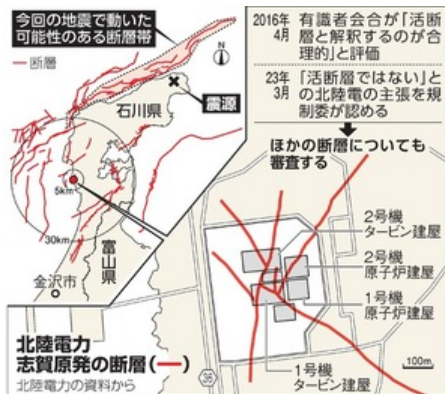 今回の地震で動いた
可能性のある断層帯
断層
N
石川県
震源
5km
30km
富山県
金沢市
2016年
4月
有識者会合が「活断
層と解釈するのが合
理的」と評価
23年
3月
「活断層ではない」と
の北陸電の主張を規
制委が認める
ほかの断層についても
審査する
2号機
タービン建屋
2号機
原子炉建屋
1号機
原子炉建屋
1号機
タービン建屋
36
100m
北陸電力
志賀原発の断層(━)
北陸電力の資料から